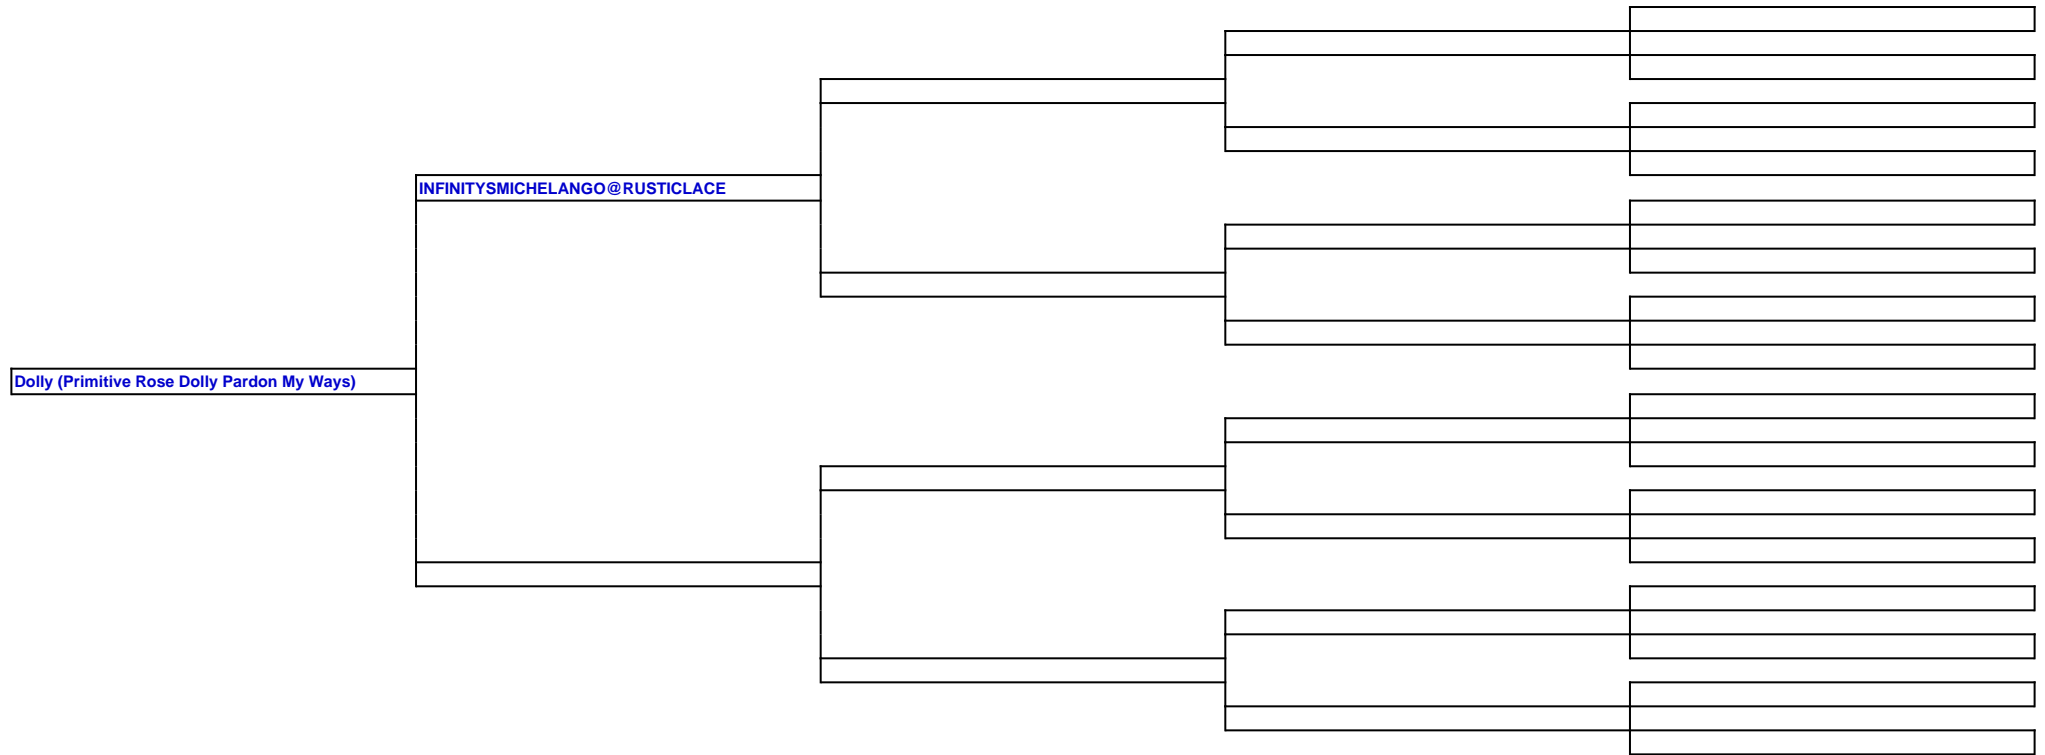 INFINITYSMICHELANGO@RUSTICLACE
Dolly (Primitive Rose Dolly Pardon My Ways)